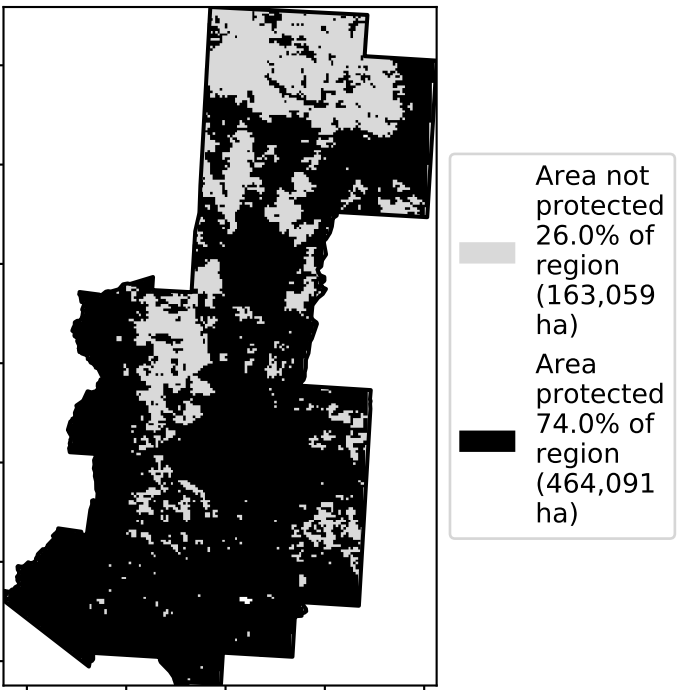 Area not
protected
26.0% of
region
(163,059
ha)
Area
protected
74.0% of
region
(464,091
ha)